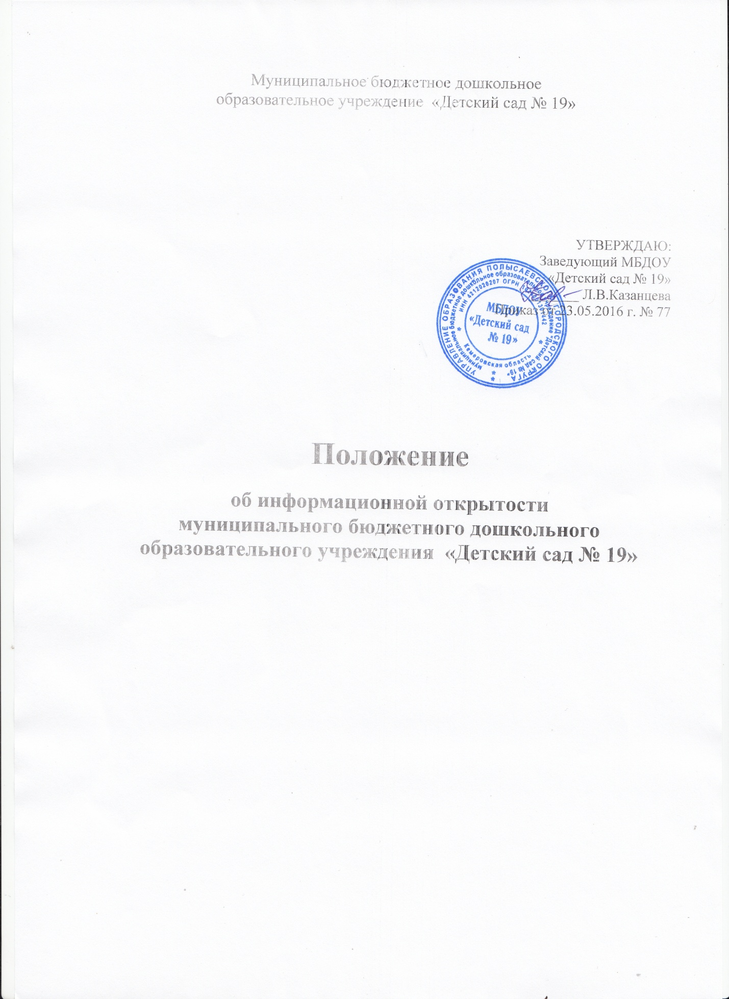 Муниципальное бюджетное дошкольное
образовательное учреждение «Детский сад № 19»
УТВЕРЖДАЮ:
Заведующий МБДОУ
«Детский сад № 19»
Л.В.Казанцева
Приказ от 23.05.2016 г. № 77
УПРАВЛЕНИЕ ОБРАЗОВАНИЯ ПОЛЫСАЕВСКОГО ГОРОДСКОГО ОКРУГА
муниципальное бюджетное дошкольное образовательное учреждение "Детский сад № 19"
ИНН 4212020207 ОГРН
Кемеровская область
МБДОУ
«Детский сад
№ 19»
Положение
об информационной открытости
муниципального бюджетного дошкольного
образовательного учреждения «Детский сад № 19»